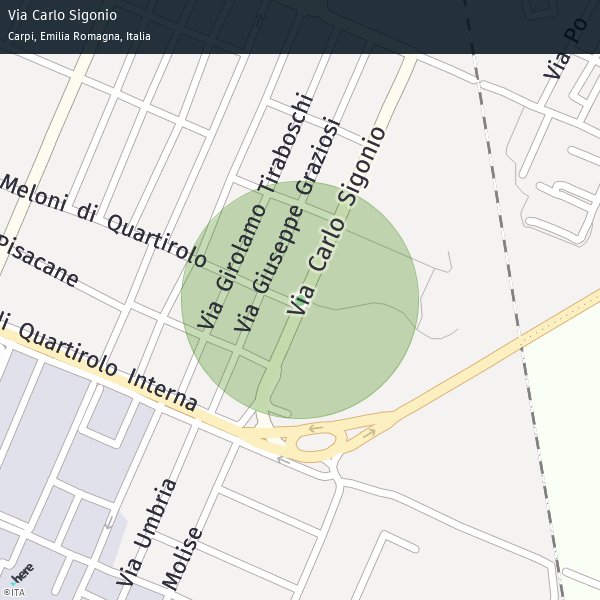 Via Carlo Sigonio
Carpi, Emilia Romagna, Italia
Via Po
Via Girolamo Tiraboschi
Via Giuseppe Graziosi
Via Carlo Sigonio
Meloni di Quartirolo
Pisacane
di Quartirolo Interna
Via Umbria
Molise
here
©ITA